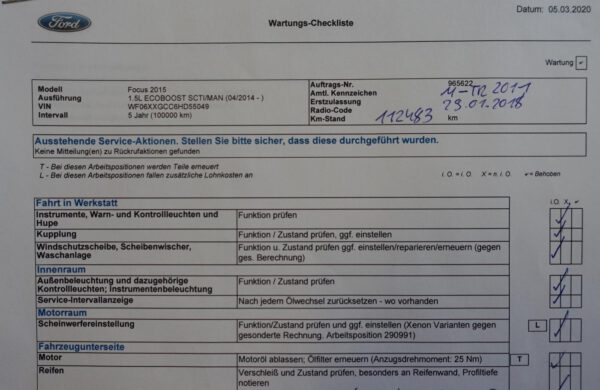 Datum: 05.03.2020
Ford
Wartungs-Checkliste
Wartung
Modell Focus 2015
Ausführung 1.5L ECOBOOST SCTI/MAN (04/2014 - )
VIN WF06XXGCC6HD55049
Intervall 5 Jahr (100000 km)
Auftrags-Nr. 965622
Amtl. Kennzeichen M-TR 2011
Erstzulassung 29.01.2018
Radio-Code
Km-Stand 112483 km
Ausstehende Service-Aktionen. Stellen Sie bitte sicher, dass diese durchgeführt wurden.
Keine Mitteilung(en) zu Rückrufaktionen gefunden
T - Bei diesen Arbeitspositionen werden Teile erneuert
L - Bei diesen Arbeitspositionen fallen zusätzliche Lohnkosten an
i. O. = i.O. X = n i. O. ✔= Behoben
Fahrt in Werkstatt i.O. X ✔
Instrumente, Warn- und Kontrollleuchten und Funktion prüfen
Hupe
Kupplung Funktion / Zustand prüfen, ggf. einstellen
Windschutzscheibe, Scheibenwischer, Funktion u. Zustand prüfen ggf. einstellen/reparieren/erneuern (gegen
Waschanlage ges. Berechnung)
Innenraum
Außenbeleuchtung und dazugehörige Funktion / Zustand prüfen
Kontrollleuchten; Instrumentenbeleuchtung
Service-Intervallanzeige Nach jedem Ölwechsel zurücksetzen - wo vorhanden
Motorraum
Scheinwerfereinstellung Funktion/Zustand prüfen und ggf. einstellen (Xenon Varianten gegen L
gesonderte Rechnung. Arbeitsposition 290991)
Fahrzeugunterseite
Motor Motoröl ablassen; Ölfilter erneuern (Anzugsdrehmoment: 25 Nm) T
Reifen Verschleiß und Zustand prüfen, besonders an Reifenwand, Profiltiefe
notieren